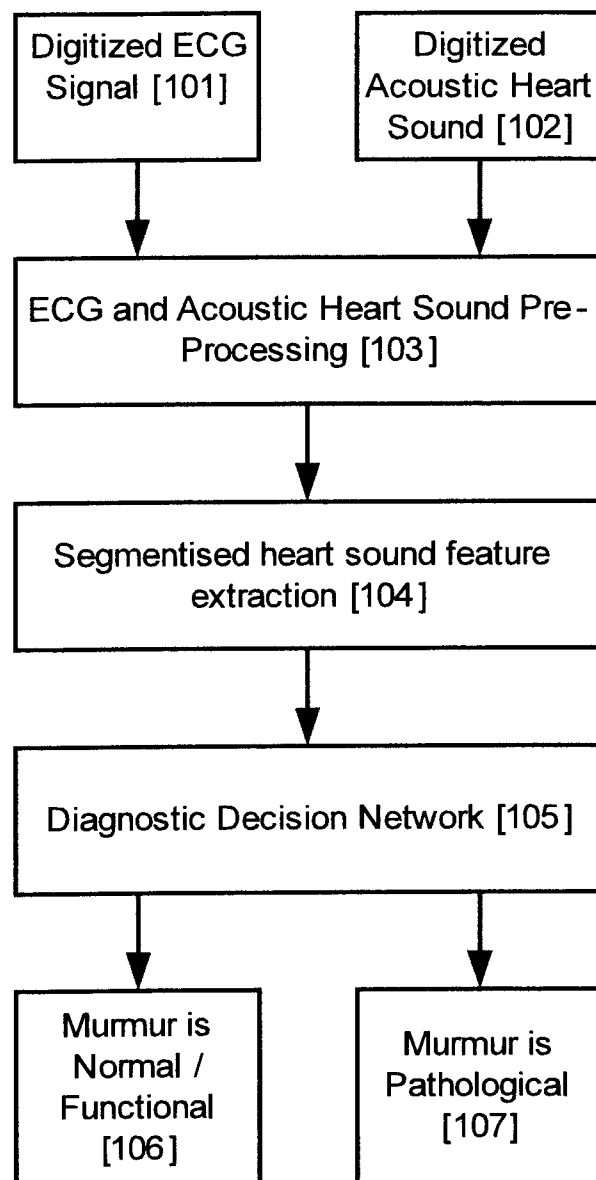 Digitized ECG
Signal [101]
Digitized
Acoustic Heart
Sound [102]
ECG and Acoustic Heart Sound Pre-
Processing [103]
Segmentised heart sound feature
extraction [104]
Diagnostic Decision Network [105]
Murmur is
Normal /
Functional
[106]
Murmur is
Pathological
[107]